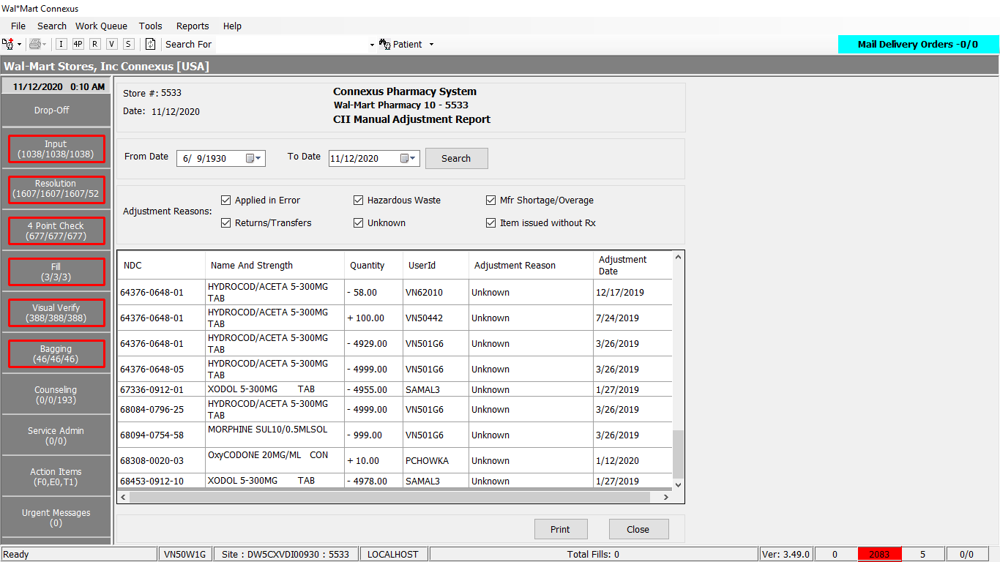 Wal*Mart Connexus
File Search Work Queue Tools Reports Help
I 4P R V S Search For Patient Mail Delivery Orders -0/0
Wal-Mart Stores, Inc Connexus [USA]
11/12/2020 0:10 AM
Drop-Off
Input
(1038/1038/1038)
Resolution
(1607/1607/1607/52
4 Point Check
(677/677/677)
Fill
(3/3/3)
Visual Verify
(388/388/388)
Bagging
(46/46/46)
Counseling
(0/0/193)
Service Admin
(0/0)
Action Items
(F0,E0,T1)
Urgent Messages
(0)
Store #: 5533
Date: 11/12/2020
Connexus Pharmacy System
Wal-Mart Pharmacy 10 - 5533
CII Manual Adjustment Report
From Date 6/ 9/1930 To Date 11/12/2020 Search
Adjustment Reasons:
Applied in Error Hazardous Waste Mfr Shortage/Overage
Returns/Transfers Unknown Item issued without Rx
NDC Name And Strength Quantity UserId Adjustment Reason Adjustment
Date
64376-0648-01 HYDROCOD/ACETA 5-300MG - 58.00 VN62010 Unknown 12/17/2019
TAB
64376-0648-01 HYDROCOD/ACETA 5-300MG + 100.00 VN50442 Unknown 7/24/2019
TAB
64376-0648-01 HYDROCOD/ACETA 5-300MG - 4929.00 VN501G6 Unknown 3/26/2019
TAB
64376-0648-05 HYDROCOD/ACETA 5-300MG - 4999.00 VN501G6 Unknown 3/26/2019
TAB
67336-0912-01 XODOL 5-300MG TAB - 4955.00 SAMAL3 Unknown 1/27/2019
68084-0796-25 HYDROCOD/ACETA 5-300MG - 4999.00 VN501G6 Unknown 3/26/2019
TAB
68094-0754-58 MORPHINE SUL10/0.5MLSOL - 999.00 VN501G6 Unknown 3/26/2019
68308-0020-03 OxyCODONE 20MG/ML CON + 10.00 PCHOWKA Unknown 1/12/2020
68453-0912-10 XODOL 5-300MG TAB - 4978.00 SAMAL3 Unknown 1/27/2019
Print Close
Ready VN50W1G Site : DW5CXVDI00930 : 5533 LOCALHOST Total Fills: 0 Ver: 3.49.0 0 2083 5 0/0